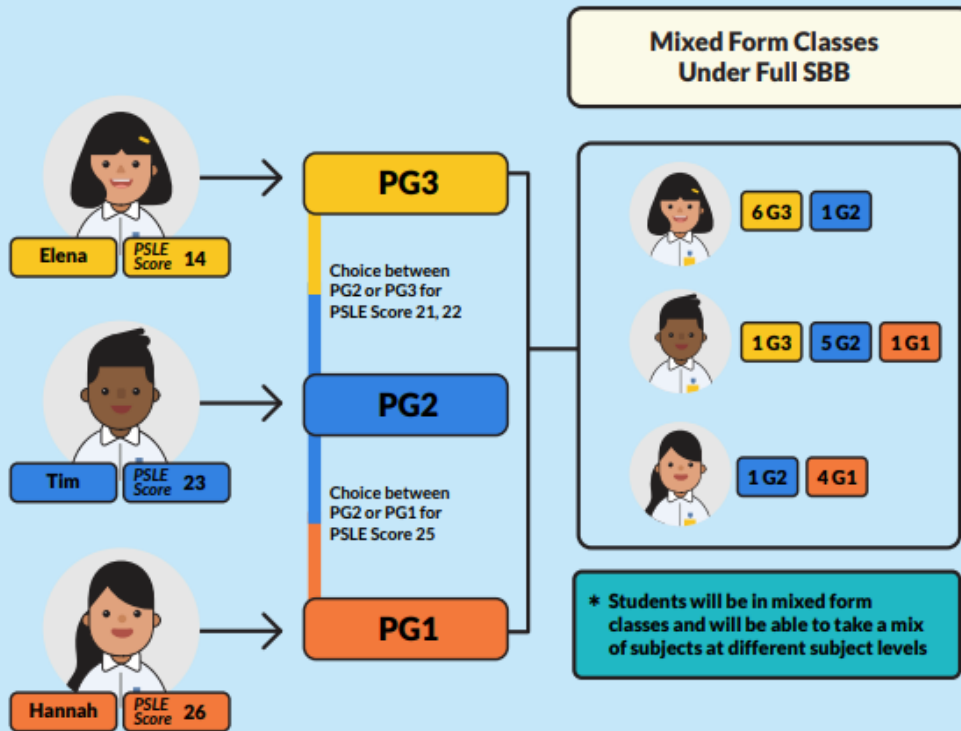 Mixed Form Classes
Under Full SBB
Elena
PSLE
Score 14
PG3
Choice between
PG2 or PG3 for
PSLE Score 21, 22
Tim
PSLE
Score 23
PG2
Choice between
PG2 or PG1 for
PSLE Score 25
Hannah
PSLE
Score 26
PG1
6 G3 1 G2
1 G3 5 G2 1 G1
1 G2 4 G1
* Students will be in mixed form
classes and will be able to take a mix
of subjects at different subject levels